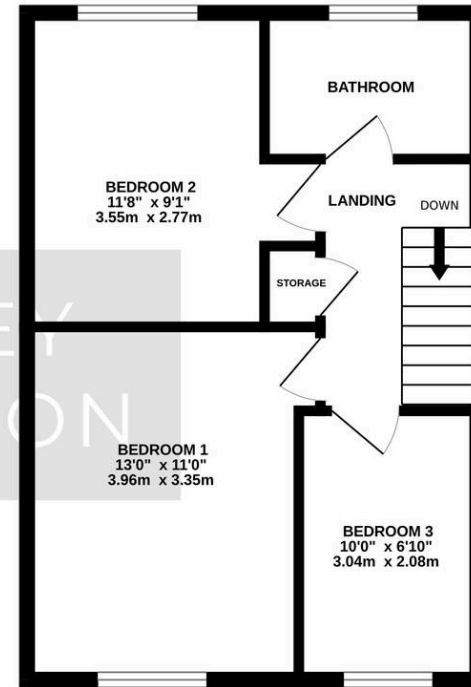 BATHROOM
BEDROOM 2
11'8" x 9'1"
3.55m x 2.77m
LANDING
DOWN
STORAGE
BEDROOM 1
13'0" x 11'0"
3.96m x 3.35m
BEDROOM 3
10'0" x 6'10"
3.04m x 2.08m